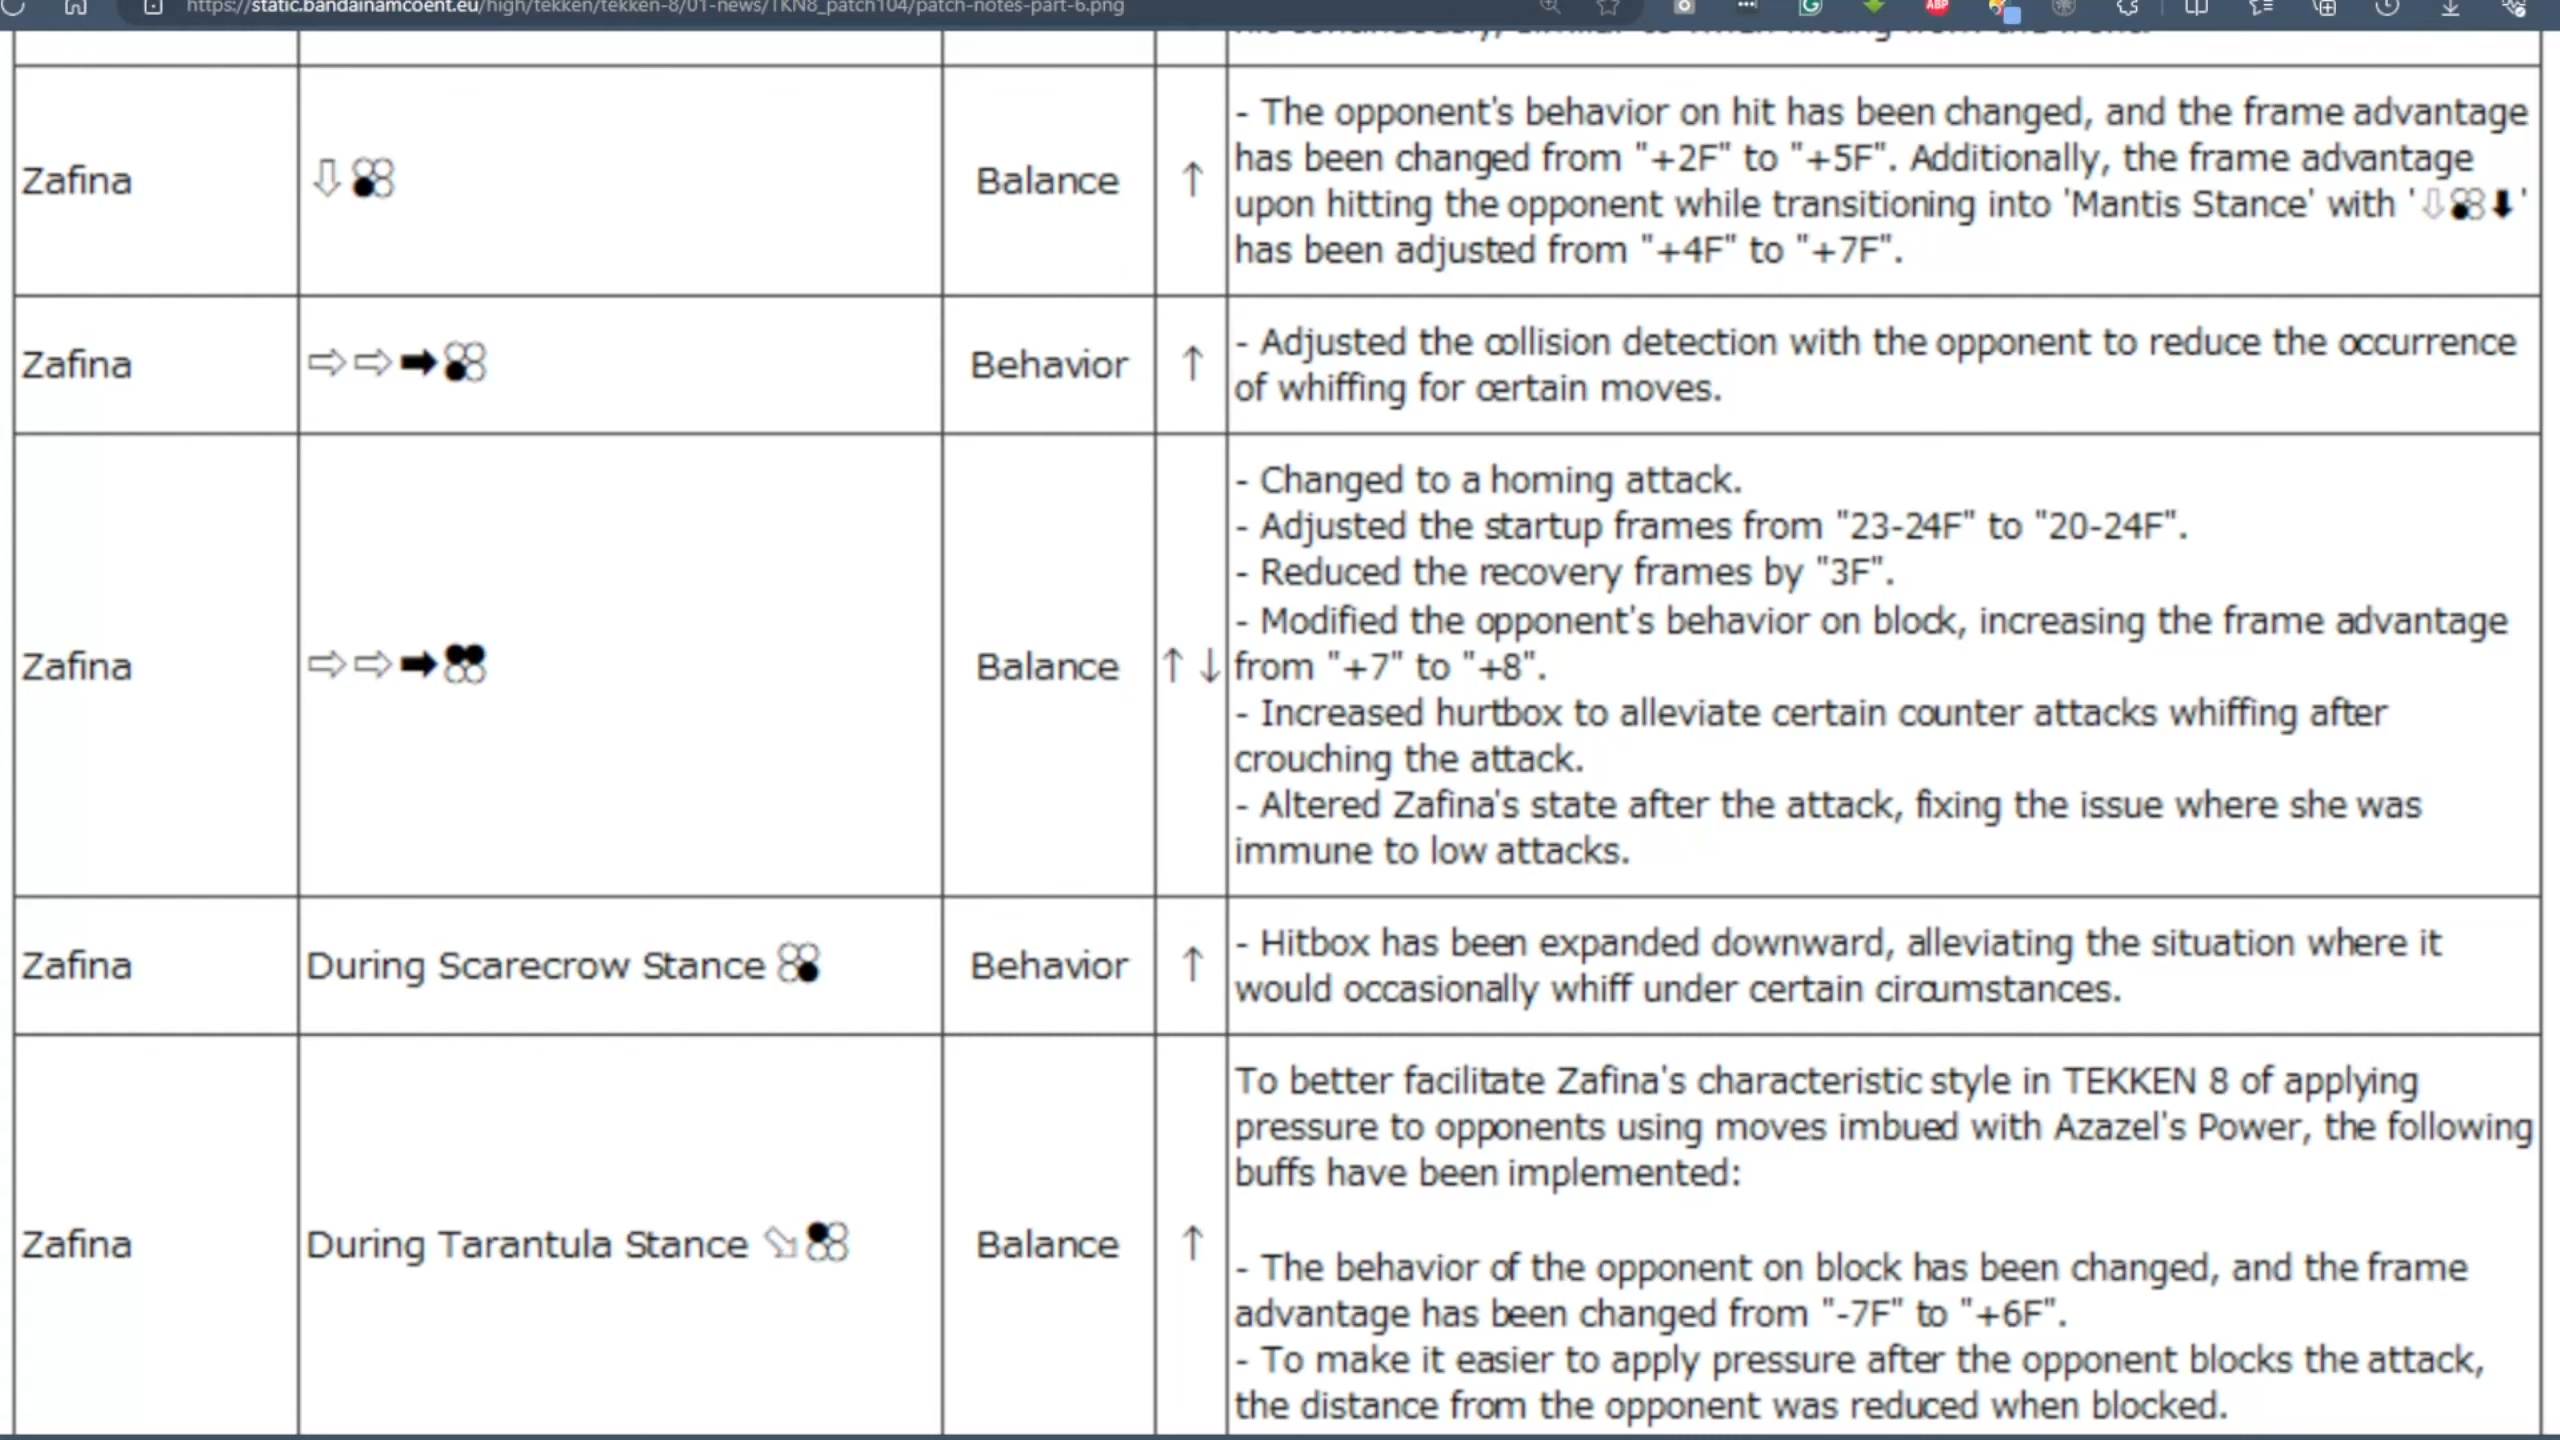 https://static.bandainamcoent.eu/high/tekken/tekken-8/01-news/TKN8_patch104/patch-notes-part-6.png
ABP
Zafina
⇩
Balance
↑
- The opponent's behavior on hit has been changed, and the frame advantage
has been changed from "+2F" to "+5F". Additionally, the frame advantage
upon hitting the opponent while transitioning into 'Mantis Stance' with '⇩⬇'
has been adjusted from "+4F" to "+7F".
Zafina
⇨⇨➡
Behavior
↑
- Adjusted the collision detection with the opponent to reduce the occurrence
of whiffing for certain moves.
Zafina
⇨⇨➡
Balance
↑↓
- Changed to a homing attack.
- Adjusted the startup frames from "23-24F" to "20-24F".
- Reduced the recovery frames by "3F".
- Modified the opponent's behavior on block, increasing the frame advantage
from "+7" to "+8".
- Increased hurtbox to alleviate certain counter attacks whiffing after
crouching the attack.
- Altered Zafina's state after the attack, fixing the issue where she was
immune to low attacks.
Zafina
During Scarecrow Stance
Behavior
↑
- Hitbox has been expanded downward, alleviating the situation where it
would occasionally whiff under certain circumstances.
Zafina
During Tarantula Stance ⬂
Balance
↑
To better facilitate Zafina's characteristic style in TEKKEN 8 of applying
pressure to opponents using moves imbued with Azazel's Power, the following
buffs have been implemented:
- The behavior of the opponent on block has been changed, and the frame
advantage has been changed from "-7F" to "+6F".
- To make it easier to apply pressure after the opponent blocks the attack,
the distance from the opponent was reduced when blocked.